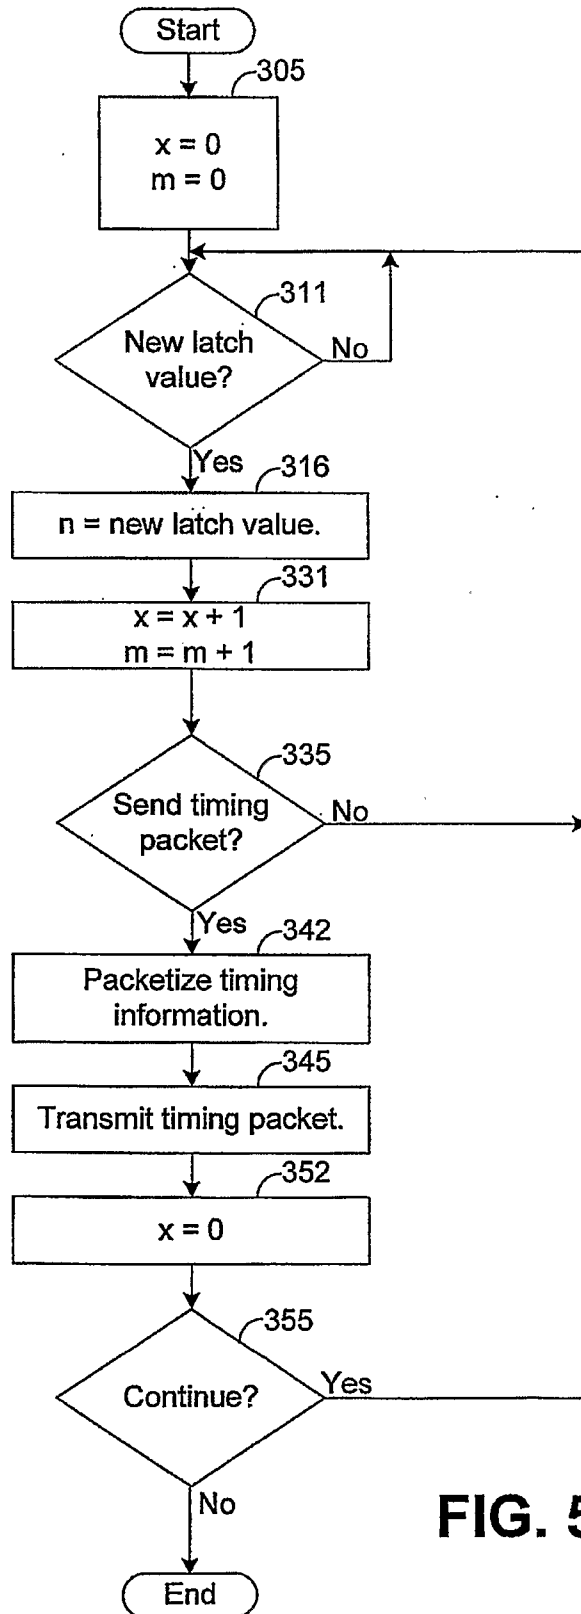 Start
305
x = 0
m = 0
311
New latch
value?
No
Yes
316
n = new latch value.
331
x = x + 1
m = m + 1
335
Send timing
packet?
No
Yes
342
Packetize timing
information.
345
Transmit timing packet.
352
x = 0
355
Continue?
Yes
No
FIG. 5
End